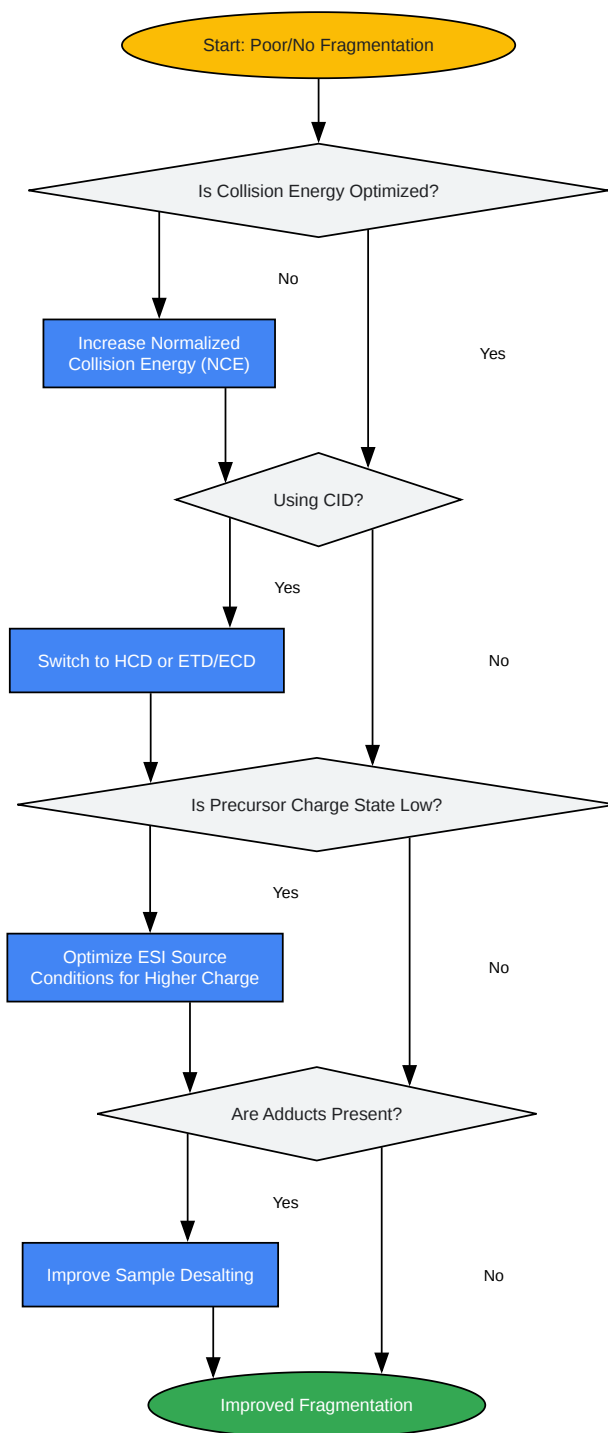 Start: Poor/No Fragmentation
Is Collision Energy Optimized?
No
Increase Normalized
Collision Energy (NCE)
Yes
Using CID?
Yes
Switch to HCD or ETD/ECD
No
Is Precursor Charge State Low?
Yes
Optimize ESI Source
Conditions for Higher Charge
No
Are Adducts Present?
Yes
Improve Sample Desalting
No
Improved Fragmentation